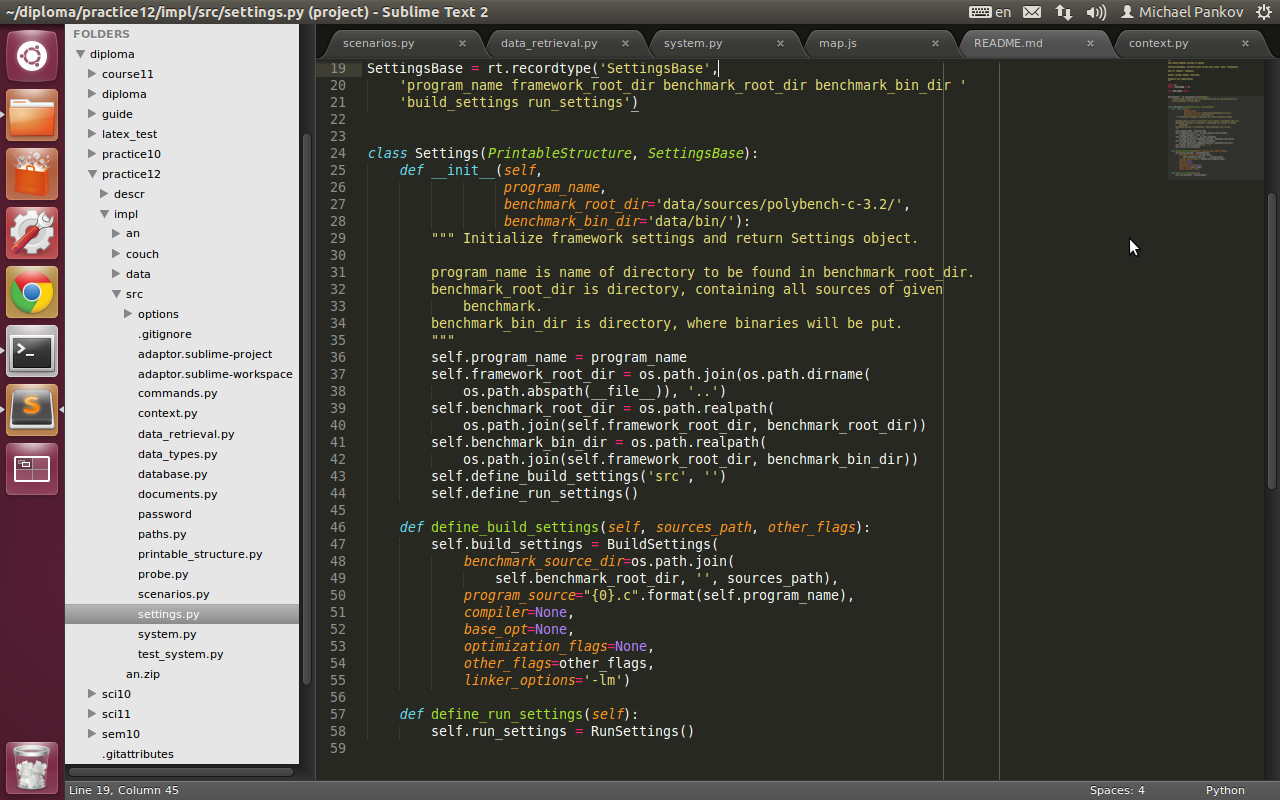 ~/diploma/practice12/impl/src/settings.py (project) - Sublime Text 2
en
Michael Pankov
FOLDERS
diploma
course11
diploma
guide
latex_test
practice10
practice12
descr
impl
an
couch
data
src
options
.gitignore
adaptor.sublime-project
adaptor.sublime-workspace
commands.py
context.py
data_retrieval.py
data_types.py
database.py
documents.py
password
paths.py
printable_structure.py
probe.py
scenarios.py
settings.py
system.py
test_system.py
an.zip
sci10
sci11
sem10
.gitattributes
scenarios.py × data_retrieval.py × system.py × map.js × README.md × context.py ×
19 SettingsBase = rt.recordtype('SettingsBase',
20     'program_name framework_root_dir benchmark_root_dir benchmark_bin_dir '
21     'build_settings run_settings')
22
23
24 class Settings(PrintableStructure, SettingsBase):
25     def __init__(self,
26                  program_name,
27                  benchmark_root_dir='data/sources/polybench-c-3.2/',
28                  benchmark_bin_dir='data/bin/'):
29         """ Initialize framework settings and return Settings object.
30
31         program_name is name of directory to be found in benchmark_root_dir.
32         benchmark_root_dir is directory, containing all sources of given
33             benchmark.
34         benchmark_bin_dir is directory, where binaries will be put.
35         """
36         self.program_name = program_name
37         self.framework_root_dir = os.path.join(os.path.dirname(
38             os.path.abspath(__file__)), '..')
39         self.benchmark_root_dir = os.path.realpath(
40             os.path.join(self.framework_root_dir, benchmark_root_dir))
41         self.benchmark_bin_dir = os.path.realpath(
42             os.path.join(self.framework_root_dir, benchmark_bin_dir))
43         self.define_build_settings('src', '')
44         self.define_run_settings()
45
46     def define_build_settings(self, sources_path, other_flags):
47         self.build_settings = BuildSettings(
48             benchmark_source_dir=os.path.join(
49                 self.benchmark_root_dir, '', sources_path),
50             program_source="{0}.c".format(self.program_name),
51             compiler=None,
52             base_opt=None,
53             optimization_flags=None,
54             other_flags=other_flags,
55             linker_options='-lm')
56
57     def define_run_settings(self):
58         self.run_settings = RunSettings()
59
Line 19, Column 45
Spaces: 4
Python